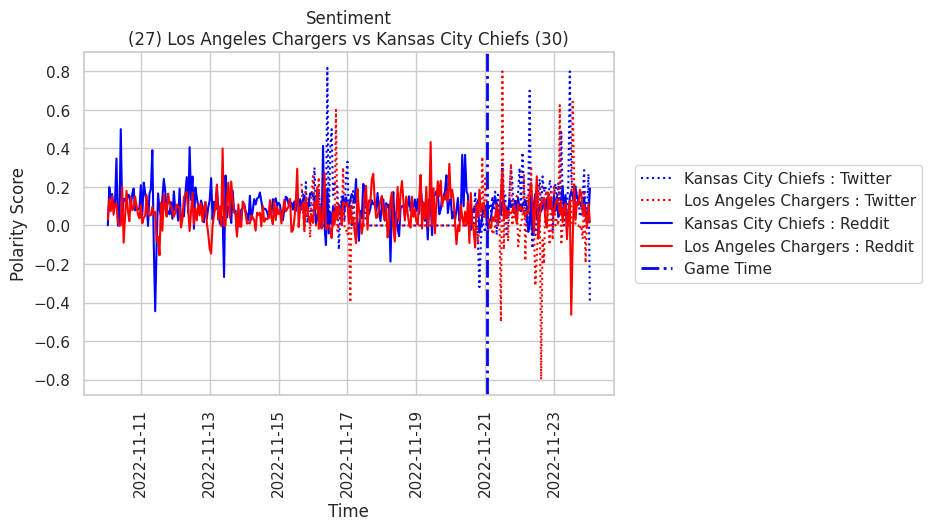 Sentiment
(27) Los Angeles Chargers vs Kansas City Chiefs (30)
Polarity Score
0.8
0.6
0.4
0.2
0.0
−0.2
−0.4
−0.6
−0.8
2022-11-11
2022-11-13
2022-11-15
2022-11-17
2022-11-19
2022-11-21
2022-11-23
Time
Kansas City Chiefs : Twitter
Los Angeles Chargers : Twitter
Kansas City Chiefs : Reddit
Los Angeles Chargers : Reddit
Game Time